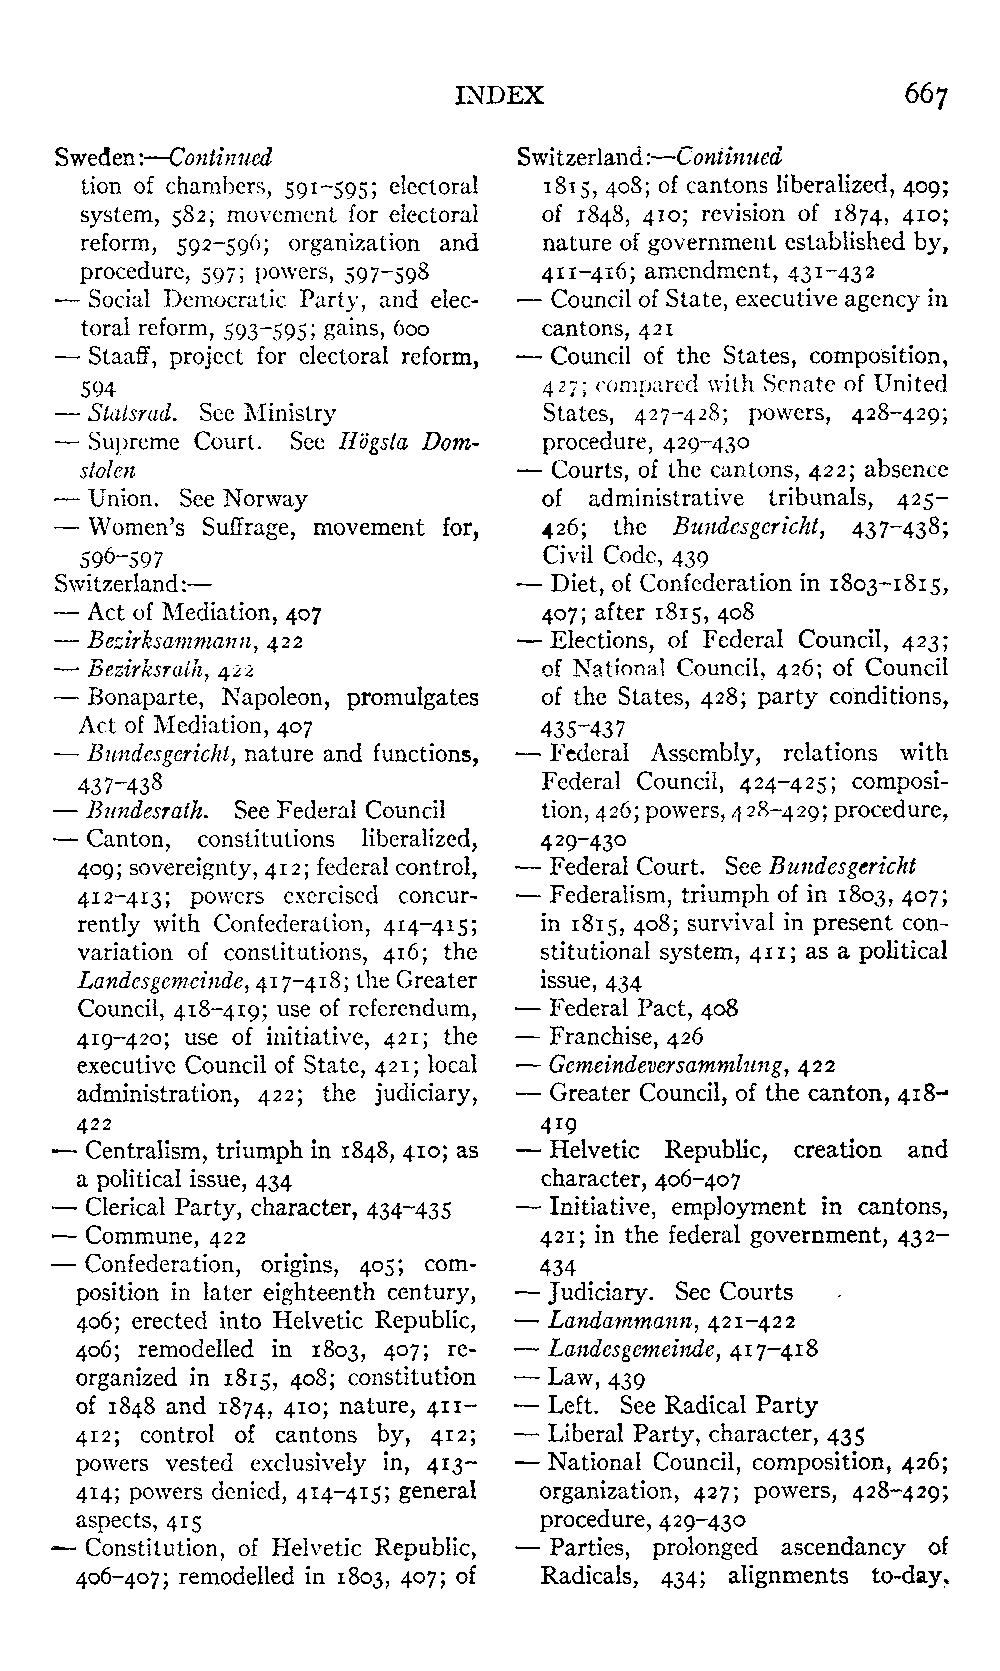 INDEX 667
Sweden:—Continued
tion of chambers, 591–595; electoral
system, 582; movement for electoral
reform, 592–596; organization and
procedure, 597; powers, 597–598
— Social Democratic Party, and elec-
toral reform, 593–595; gains, 600
— Staaff, project for electoral reform,
594
— Statsrad. See Ministry
— Supreme Court. See Högsta Dom-
stolen
— Union. See Norway
— Women's Suffrage, movement for,
596–597
Switzerland:—
— Act of Mediation, 407
— Bezirksammann, 422
— Bezirksrath, 422
— Bonaparte, Napoleon, promulgates
Act of Mediation, 407
— Bundesgericht, nature and functions,
437–438
— Bundesrath. See Federal Council
— Canton, constitutions liberalized,
409; sovereignty, 412; federal control,
412–413; powers exercised concur-
rently with Confederation, 414–415;
variation of constitutions, 416; the
Landesgemeinde, 417–418; the Greater
Council, 418–419; use of referendum,
419–420; use of initiative, 421; the
executive Council of State, 421; local
administration, 422; the judiciary,
422
— Centralism, triumph in 1848, 410; as
a political issue, 434
— Clerical Party, character, 434–435
— Commune, 422
— Confederation, origins, 405; com-
position in later eighteenth century,
406; erected into Helvetic Republic,
406; remodelled in 1803, 407; re-
organized in 1815, 408; constitution
of 1848 and 1874, 410; nature, 411–
412; control of cantons by, 412;
powers vested exclusively in, 413–
414; powers denied, 414–415; general
aspects, 415
— Constitution, of Helvetic Republic,
406–407; remodelled in 1803, 407; of
Switzerland:—Continued
1815, 408; of cantons liberalized, 409;
of 1848, 410; revision of 1874, 410;
nature of government established by,
411–416; amendment, 431–432
— Council of State, executive agency in
cantons, 421
— Council of the States, composition,
427; compared with Senate of United
States, 427–428; powers, 428–429;
procedure, 429–430
— Courts, of the cantons, 422; absence
of administrative tribunals, 425–
426; the Bundesgericht, 437–438;
Civil Code, 439
— Diet, of Confederation in 1803–1815,
407; after 1815, 408
— Elections, of Federal Council, 423;
of National Council, 426; of Council
of the States, 428; party conditions,
435–437
— Federal Assembly, relations with
Federal Council, 424–425; composi-
tion, 426; powers, 428–429; procedure,
429–430
— Federal Court. See Bundesgericht
— Federalism, triumph of in 1803, 407;
in 1815, 408; survival in present con-
stitutional system, 411; as a political
issue, 434
— Federal Pact, 408
— Franchise, 426
— Gemeindeversammlung, 422
— Greater Council, of the canton, 418–
419
— Helvetic Republic, creation and
character, 406–407
— Initiative, employment in cantons,
421; in the federal government, 432–
434
— Judiciary. See Courts
— Landammann, 421–422
— Landesgemeinde, 417–418
— Law, 439
— Left. See Radical Party
— Liberal Party, character, 435
— National Council, composition, 426;
organization, 427; powers, 428–429;
procedure, 429–430
— Parties, prolonged ascendancy of
Radicals, 434; alignments to-day,